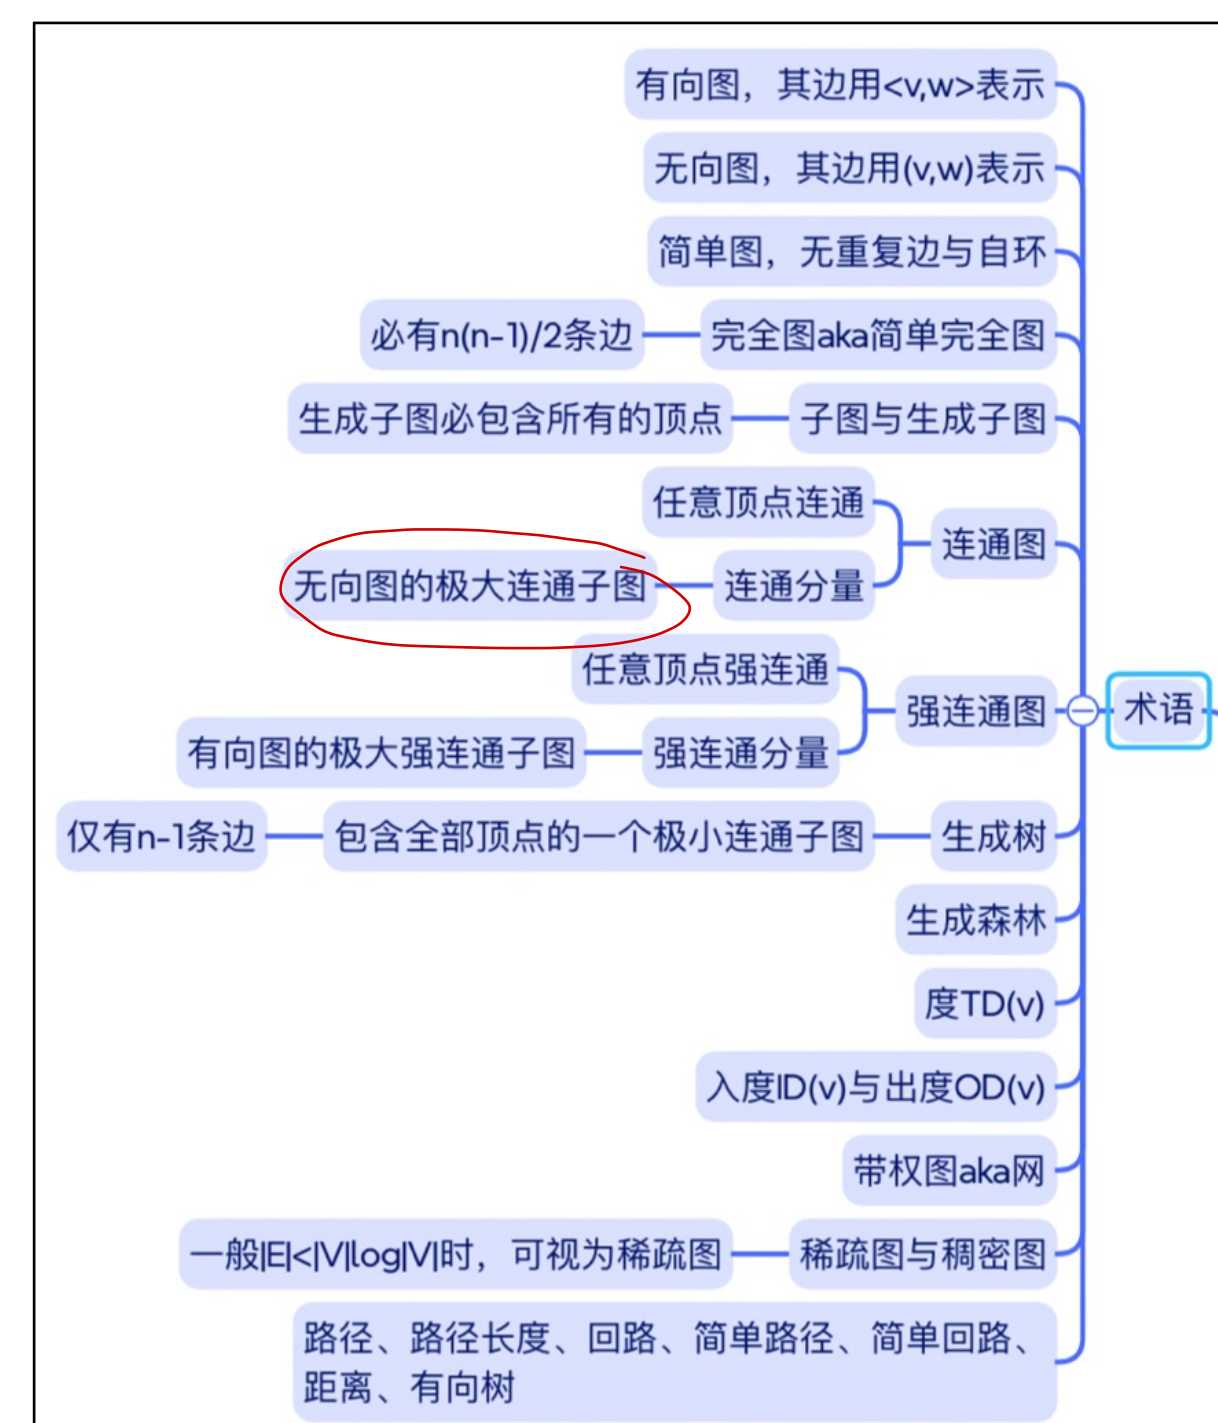 有向图，其边用<v,w>表示
无向图，其边用(v,w)表示
简单图，无重复边与自环
必有n(n-1)/2条边
完全图aka简单完全图
生成子图必包含所有的顶点
子图与生成子图
任意顶点连通
连通图
无向图的极大连通子图
连通分量
任意顶点强连通
强连通图
术语
有向图的极大强连通子图
强连通分量
仅有n-1条边
包含全部顶点的一个极小连通子图
生成树
生成森林
度TD(v)
入度ID(v)与出度OD(v)
带权图aka网
一般|E|<|V|log|V|时，可视为稀疏图
稀疏图与稠密图
路径、路径长度、回路、简单路径、简单回路、
距离、有向树